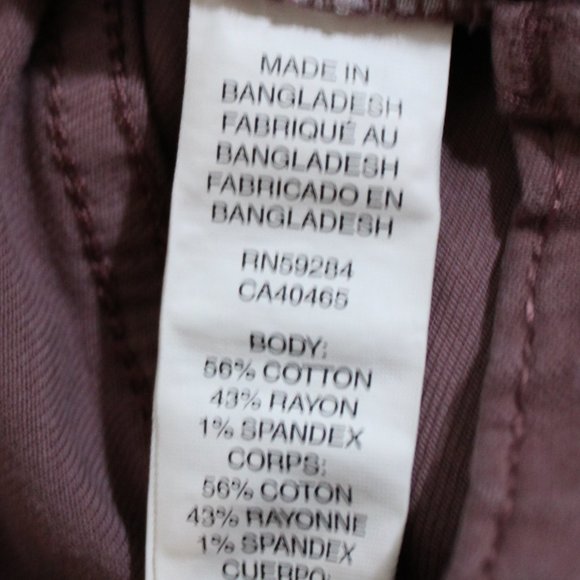 MADE IN
BANGLADESH
FABRIQUÉ AU
BANGLADESH
FABRICADO EN
BANGLADESH
RN59284
CA40465
BODY:
56% COTTON
43% RAYON
1% SPANDEX
CORPS:
56% COTON
43% RAYONNE
1% SPANDEX
CUERPO: